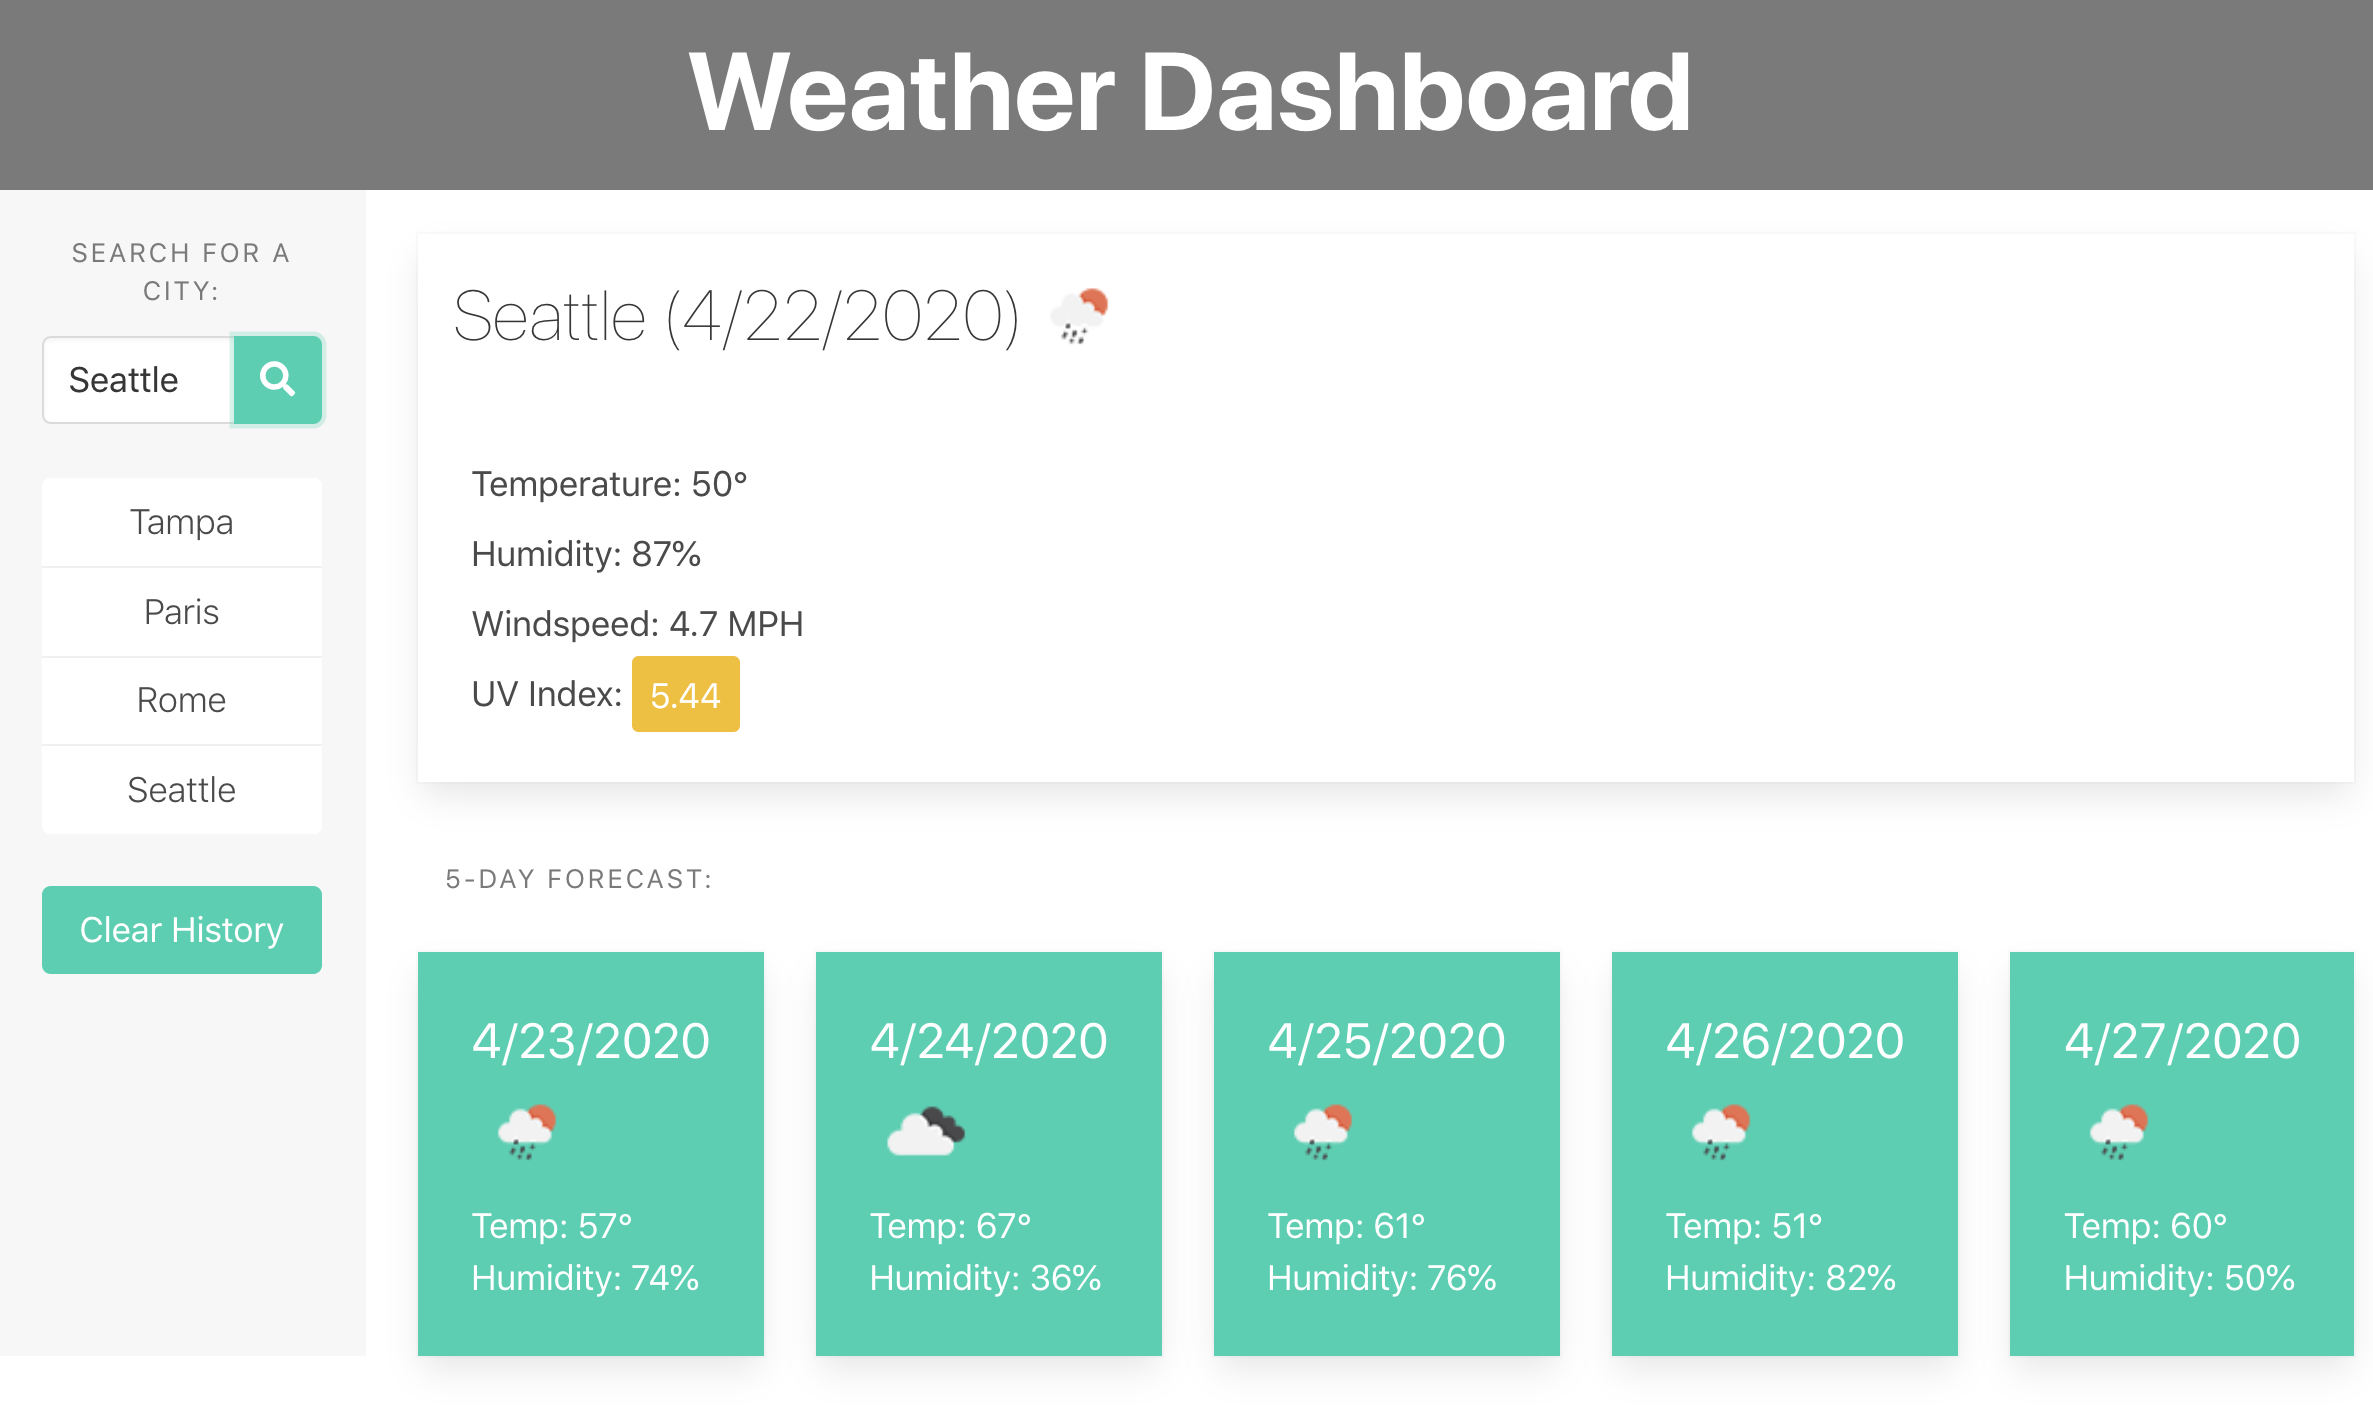 Weather Dashboard
SEARCH FOR A
CITY:
Seattle
Tampa
Paris
Rome
Seattle
Clear History
Seattle (4/22/2020)
Temperature: 50°
Humidity: 87%
Windspeed: 4.7 MPH
UV Index: 5.44
5-DAY FORECAST:
4/23/2020
Temp: 57°
Humidity: 74%
4/24/2020
Temp: 67°
Humidity: 36%
4/25/2020
Temp: 61°
Humidity: 76%
4/26/2020
Temp: 51°
Humidity: 82%
4/27/2020
Temp: 60°
Humidity: 50%